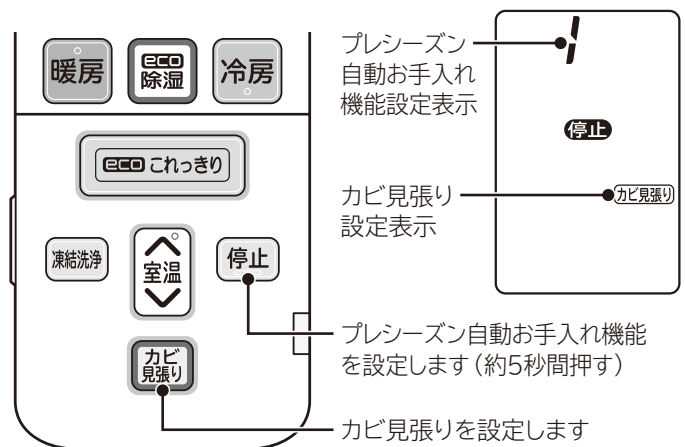 暖房
eco
除湿
冷房
eco これっきり
凍結洗浄
室温
停止
カビ
見張り
プレシーズン
自動お手入れ
機能設定表示
停止
カビ見張り
設定表示
カビ見張り
プレシーズン自動お手入れ機能
を設定します（約5秒間押す）
カビ見張りを設定します